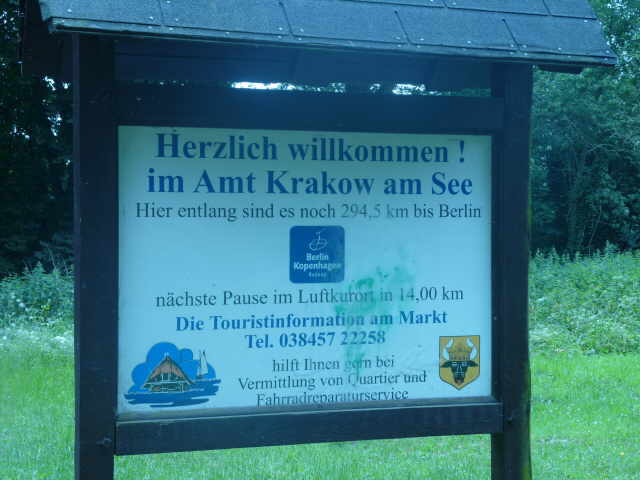 Herzlich willkommen !
im Amt Krakow am See
Hier entlang sind es noch 294,5 km bis Berlin
Berlin
Kopenhagen
Radweg
nächste Pause im Luftkurort in 14,00 km
Die Touristinformation am Markt
Tel. 038457 22258
hilft Ihnen gern bei
Vermittlung von Quartier und
Fahrradreparaturservice